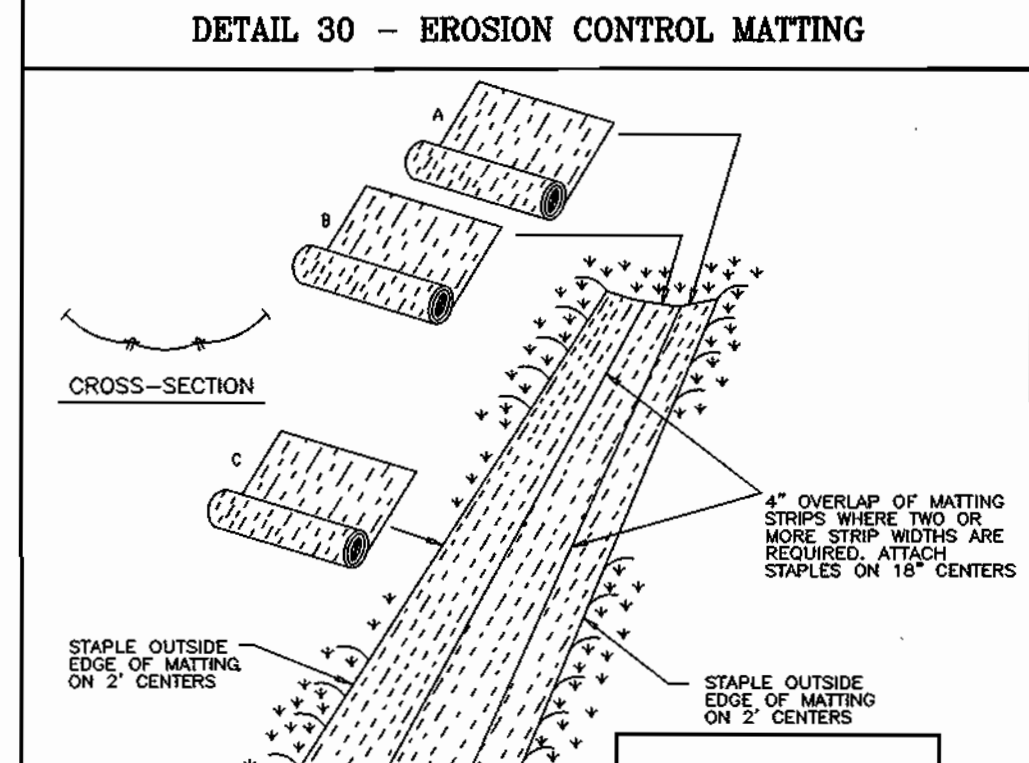 DETAIL 30 – EROSION CONTROL MATTING
A
B
CROSS-SECTION
C
4" OVERLAP OF MATTING
STRIPS WHERE TWO OR
MORE STRIP WIDTHS ARE
REQUIRED. ATTACH
STAPLES ON 18" CENTERS
STAPLE OUTSIDE
EDGE OF MATTING
ON 2' CENTERS
STAPLE OUTSIDE
EDGE OF MATTING
ON 2' CENTERS